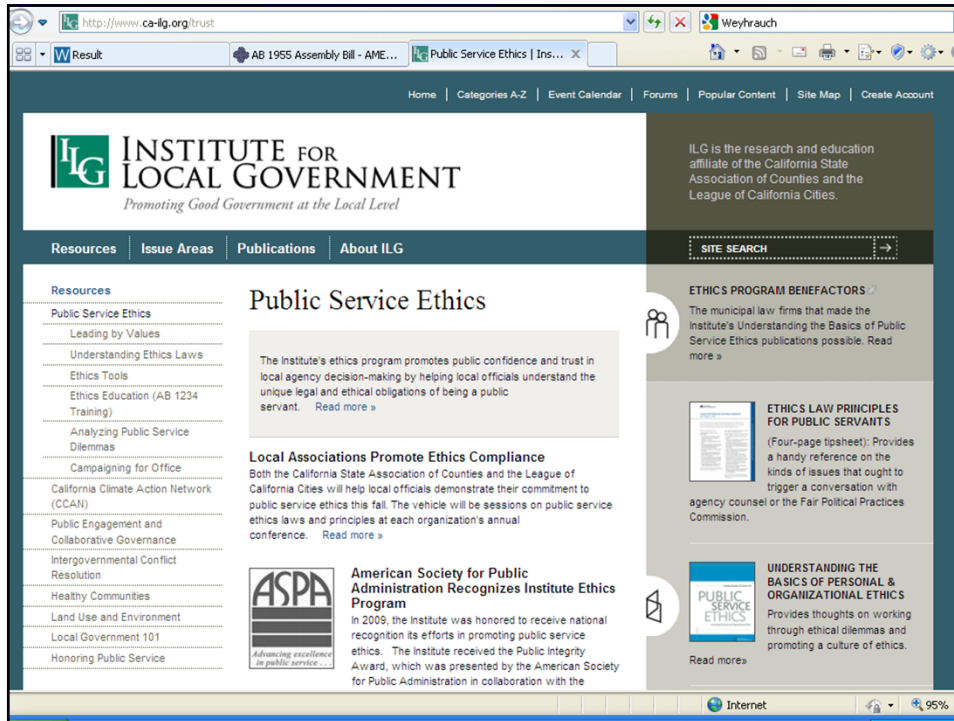 http://www.ca-ilg.org/trust
Weyhrauch
Result
AB 1955 Assembly Bill - AME...
Public Service Ethics | Ins...
Home | Categories A-Z | Event Calendar | Forums | Popular Content | Site Map | Create Account
ILG
INSTITUTE FOR
LOCAL GOVERNMENT
Promoting Good Government at the Local Level
ILG is the research and education
affiliate of the California State
Association of Counties and the
League of California Cities.
Resources
Issue Areas
Publications
About ILG
SITE SEARCH
Resources
Public Service Ethics
Leading by Values
Understanding Ethics Laws
Ethics Tools
Ethics Education (AB 1234
Training)
Analyzing Public Service
Dilemmas
Campaigning for Office
California Climate Action Network
(CCAN)
Public Engagement and
Collaborative Governance
Intergovernmental Conflict
Resolution
Healthy Communities
Land Use and Environment
Local Government 101
Honoring Public Service
Public Service Ethics
The Institute's ethics program promotes public confidence and trust in
local agency decision-making by helping local officials understand the
unique legal and ethical obligations of being a public
servant. Read more »
Local Associations Promote Ethics Compliance
Both the California State Association of Counties and the League of
California Cities will help local officials demonstrate their commitment to
public service ethics this fall. The vehicle will be sessions on public service
ethics laws and principles at each organization's annual
conference. Read more »
ASPA
Advancing excellence
in public service . . .
American Society for Public
Administration Recognizes Institute Ethics
Program
In 2009, the Institute was honored to receive national
recognition its efforts in promoting public service
ethics. The Institute received the Public Integrity
Award, which was presented by the American Society
for Public Administration in collaboration with the
ETHICS PROGRAM BENEFACTORS
The municipal law firms that made the
Institute's Understanding the Basics of Public
Service Ethics publications possible. Read
more »
ETHICS LAW PRINCIPLES
FOR PUBLIC SERVANTS
(Four-page tipsheet): Provides
a handy reference on the
kinds of issues that ought to
trigger a conversation with
agency counsel or the Fair Political Practices
Commission.
PUBLIC
SERVICE
ETHICS
UNDERSTANDING THE
BASICS OF PERSONAL &
ORGANIZATIONAL ETHICS
Provides thoughts on working
through ethical dilemmas and
promoting a culture of ethics.
Read more»
Internet
95%